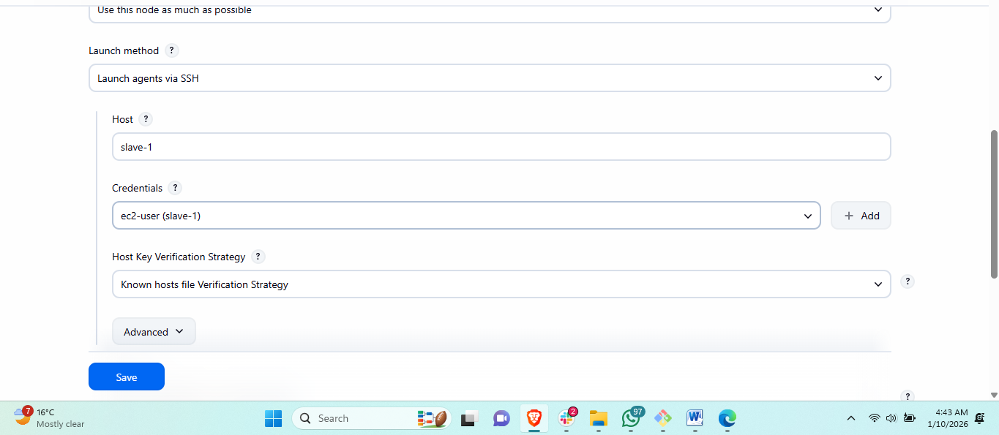 Use this node as much as possible
Launch method ?
Launch agents via SSH
Host ?
slave-1
Credentials ?
ec2-user (slave-1)
+ Add
Host Key Verification Strategy ?
Known hosts file Verification Strategy
?
Advanced
Save
?
7
16°C
Mostly clear
Search
2
97
W
4:43 AM
1/10/2026